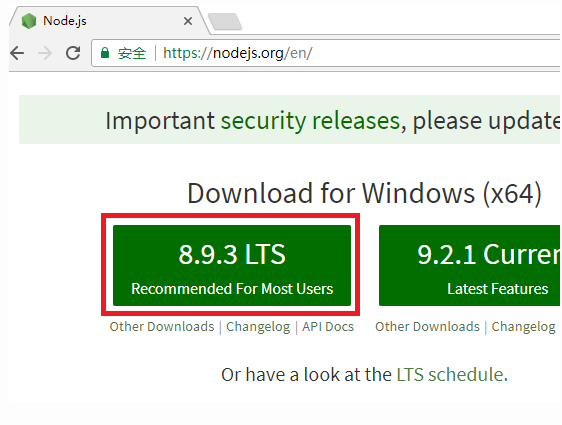 Node.js
安全 https://nodejs.org/en/
Important security releases, please update
Download for Windows (x64)
8.9.3 LTS
Recommended For Most Users
9.2.1 Curren
Latest Features
Other Downloads | Changelog | API Docs
Other Downloads | Changelog
Or have a look at the LTS schedule.